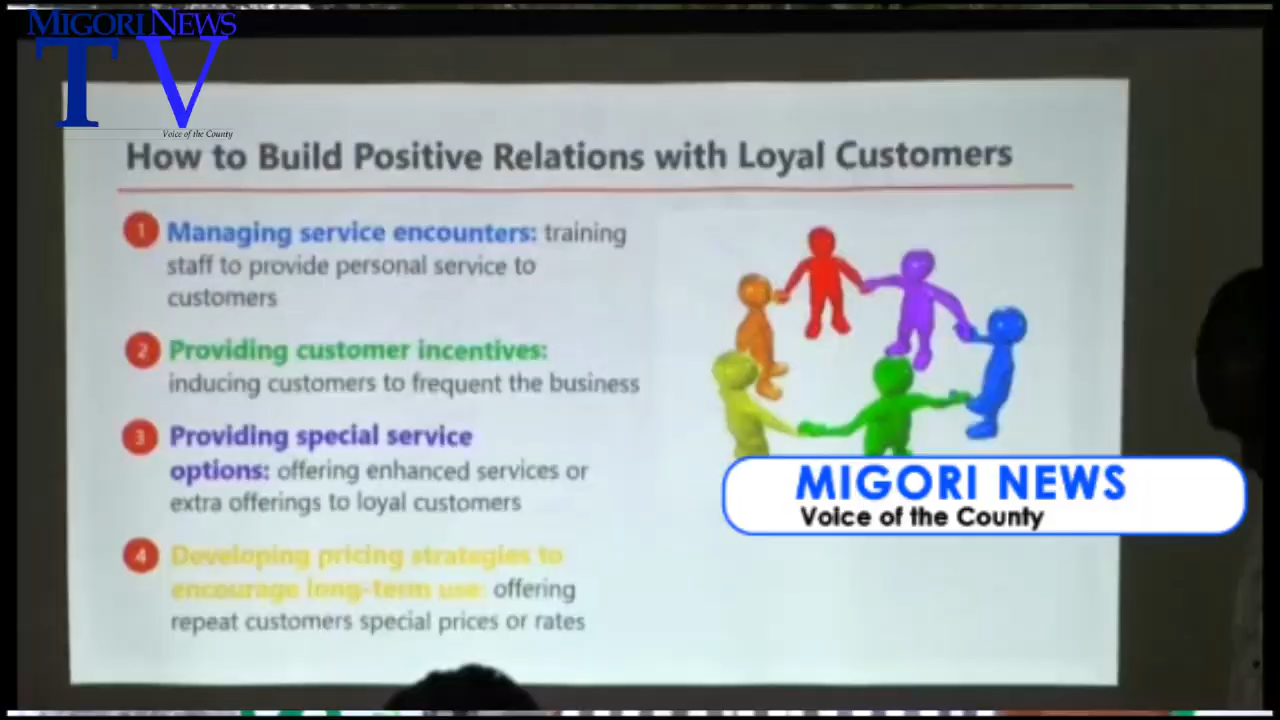 MIGORI NEWS
TV
Voice of the County
How to Build Positive Relations with Loyal Customers
1 Managing service encounters: training
staff to provide personal service to
customers
2 Providing customer incentives:
inducing customers to frequent the business
3 Providing special service
options: offering enhanced services or
extra offerings to loyal customers
4 Developing pricing strategies to
encourage long-term use: offering
repeat customers special prices or rates
MIGORI NEWS
Voice of the County